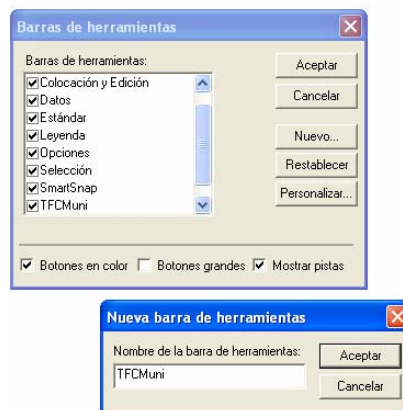 Barras de herramientas
Barras de herramientas:
Colocación y Edición
Datos
Estándar
Leyenda
Opciones
Selección
SmartSnap
TFCMuni
Aceptar
Cancelar
Nuevo...
Restablecer
Personalizar...
Botones en color Botones grandes Mostrar pistas
Nueva barra de herramientas
Nombre de la barra de herramientas:
TFCMuni
Aceptar
Cancelar